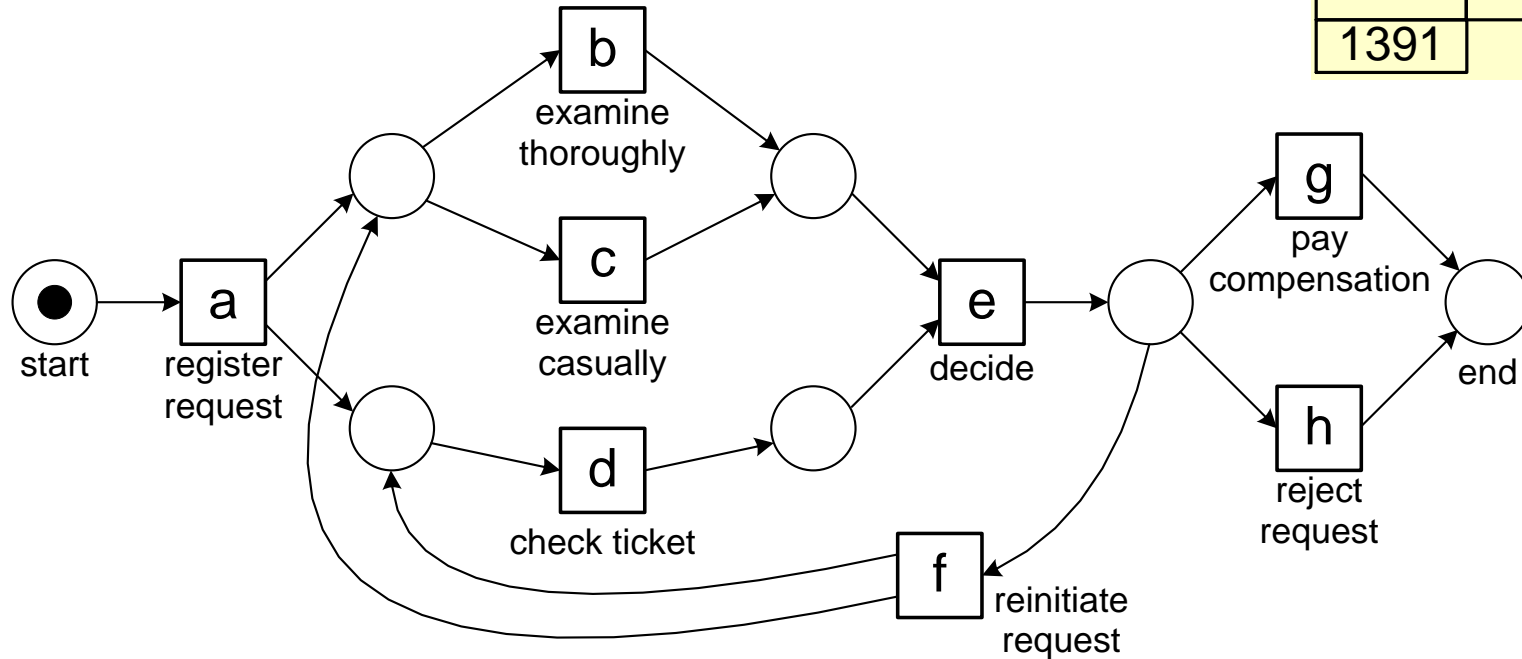 1391
b
examine
thoroughly
g
pay
compensation
c
examine
casually
start
a
register
request
e
decide
end
d
check ticket
h
reject
request
f
reinitiate
request